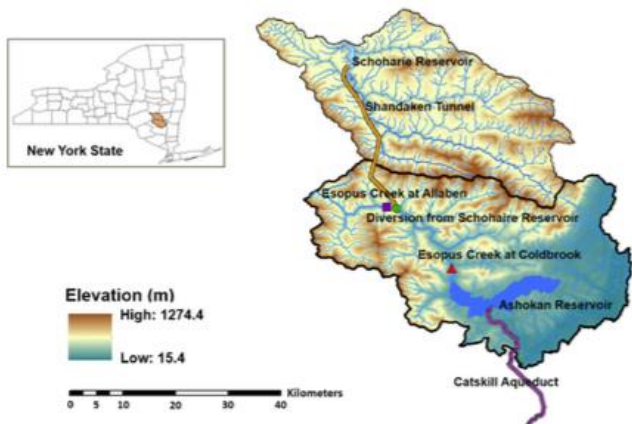 Schoharie Reservoir
Shandaken Tunnel
New York State
Esopus Creek at Allaben
Diversion from Schohaire Reservoir
Esopus Creek at Coldbrook
Elevation (m)
High: 1274.4
Low: 15.4
Ashokan Reservoir
Catskill Aqueduct
Kilometers
0 5 10 20 30 40